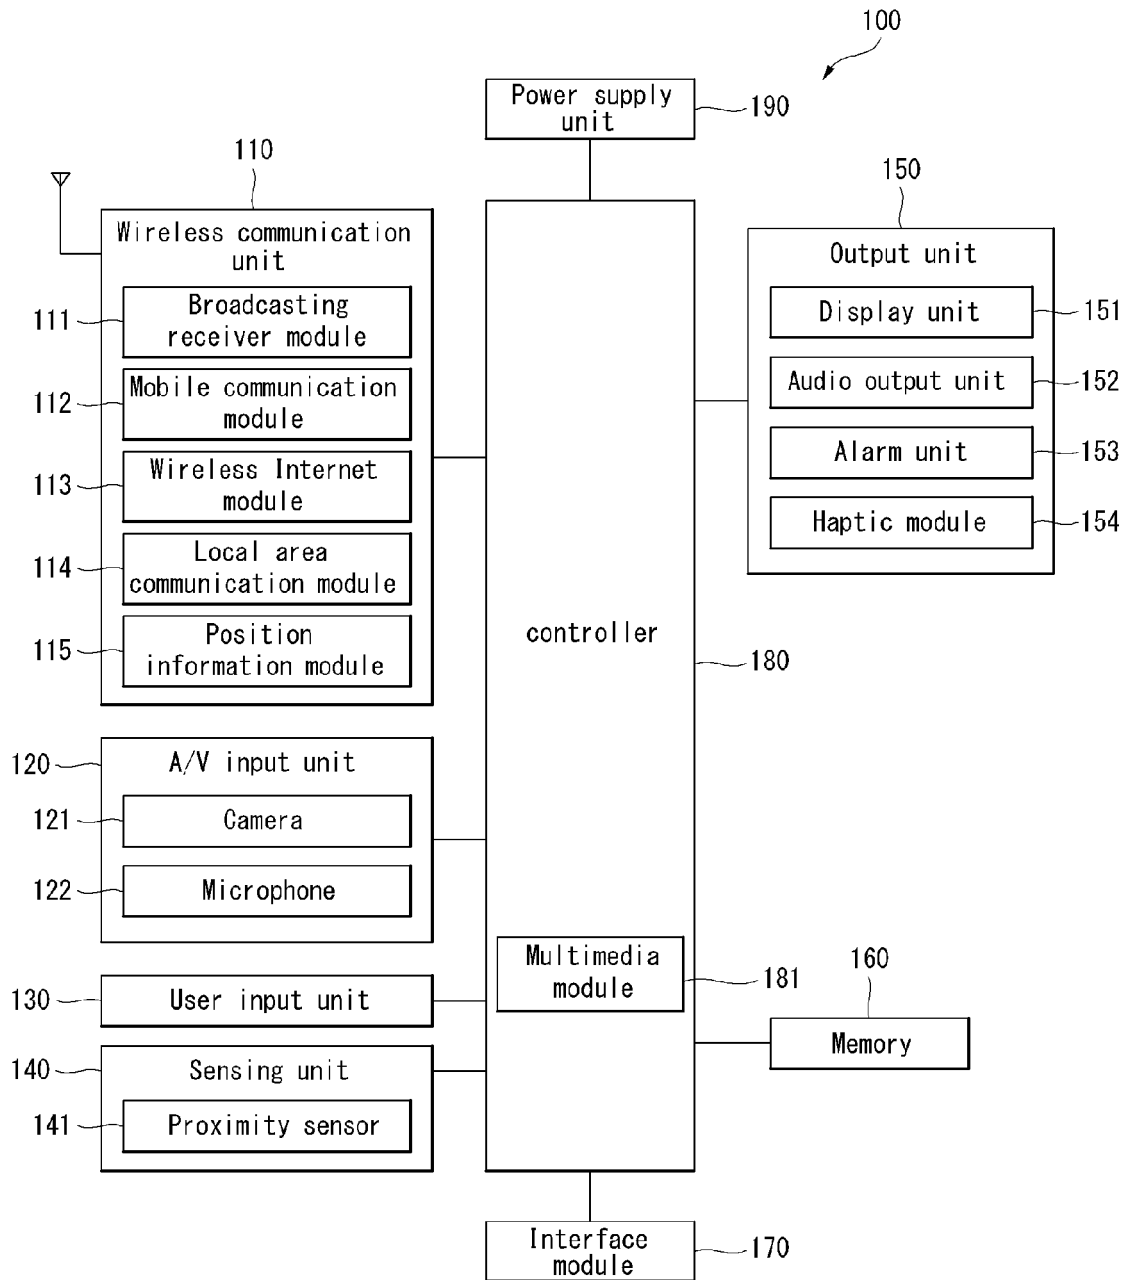 100
Power supply
unit
190
110
Wireless communication
unit
111
Broadcasting
receiver module
112
Mobile communication
module
113
Wireless Internet
module
114
Local area
communication module
115
Position
information module
120
A/V input unit
121
Camera
122
Microphone
130
User input unit
140
Sensing unit
141
Proximity sensor
controller
180
Multimedia
module
181
150
Output unit
Display unit
151
Audio output unit
152
Alarm unit
153
Haptic module
154
160
Memory
Interface
module
170